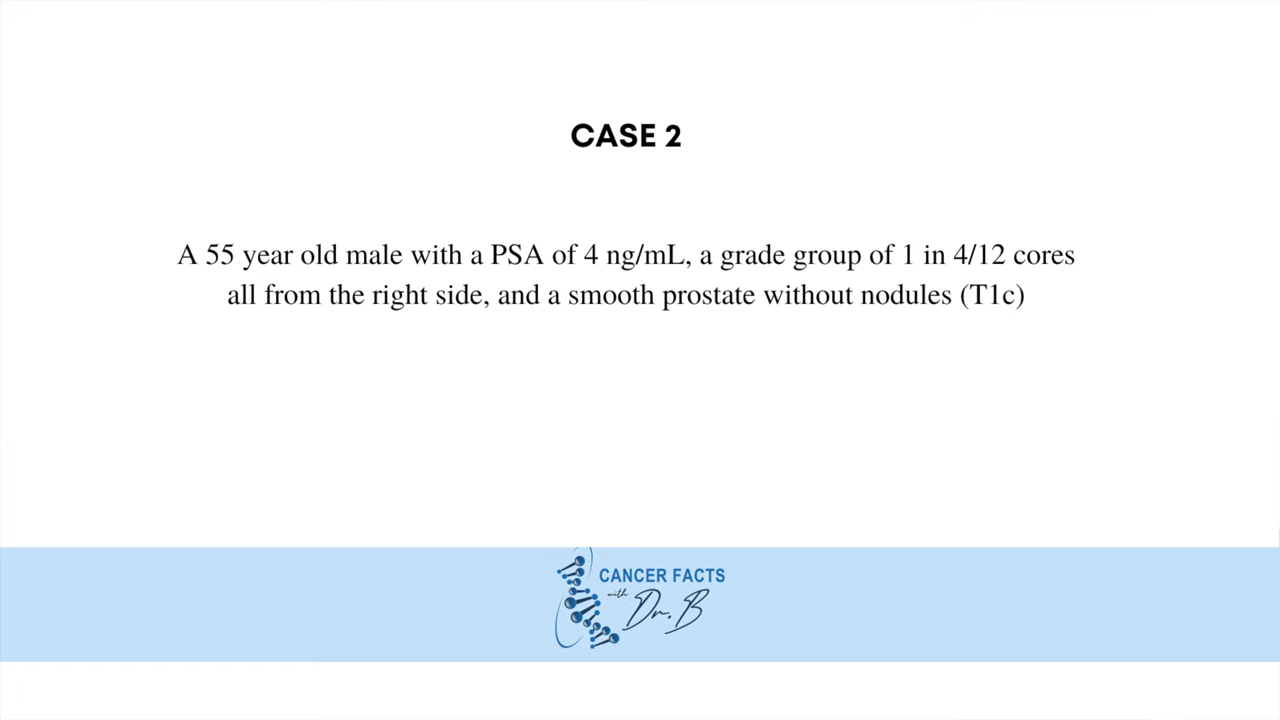 CASE 2
A 55 year old male with a PSA of 4 ng/mL, a grade group of 1 in 4/12 cores
all from the right side, and a smooth prostate without nodules (T1c)
CANCER FACTS
with
Dr. B